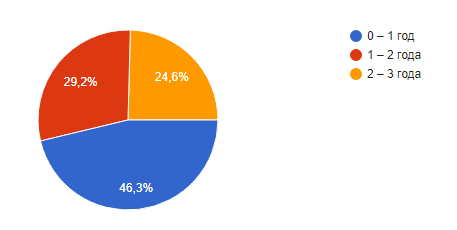 0 – 1 год
1 – 2 года
2 – 3 года
29,2%
24,6%
46,3%